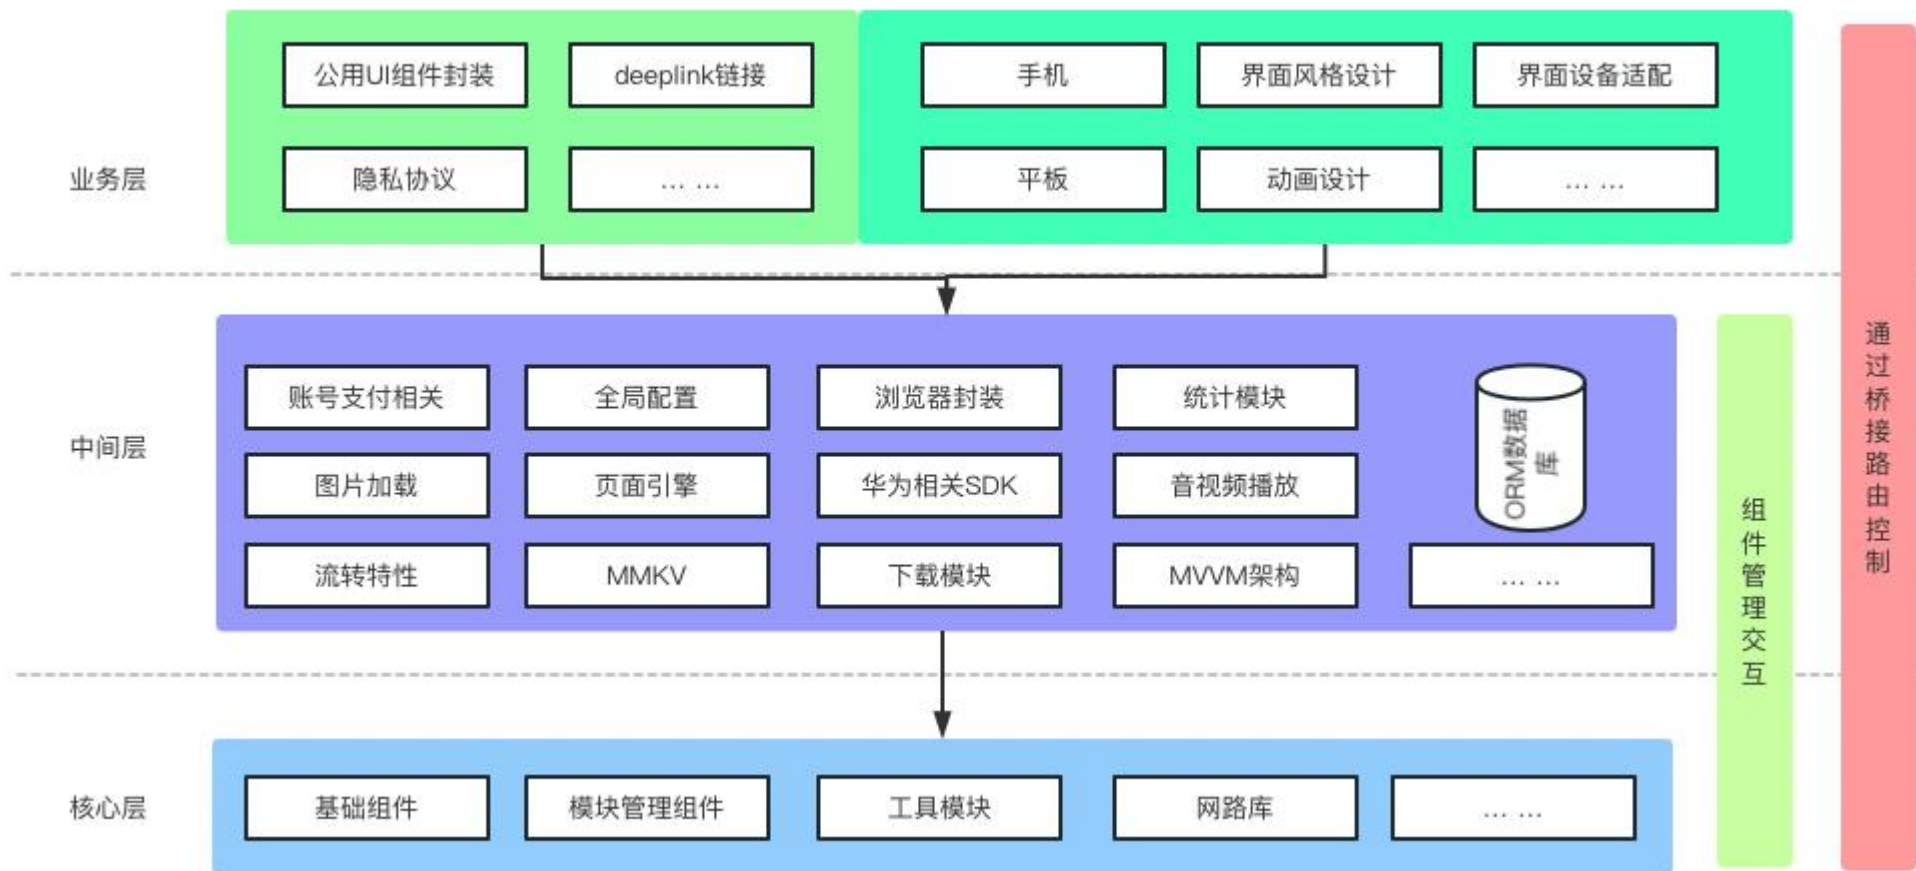 公用UI组件封装
deeplink链接
手机
界面风格设计
界面设备适配
业务层
隐私协议
... ...
平板
动画设计
... ...
中间层
账号支付相关
全局配置
浏览器封装
统计模块
图片加载
页面引擎
华为相关SDK
音视频播放
ORM数据
库
流转特性
MMKV
下载模块
MVVM架构
... ...
核心层
基础组件
模块管理组件
工具模块
网路库
... ...
组件管理交互
通过桥接路由控制